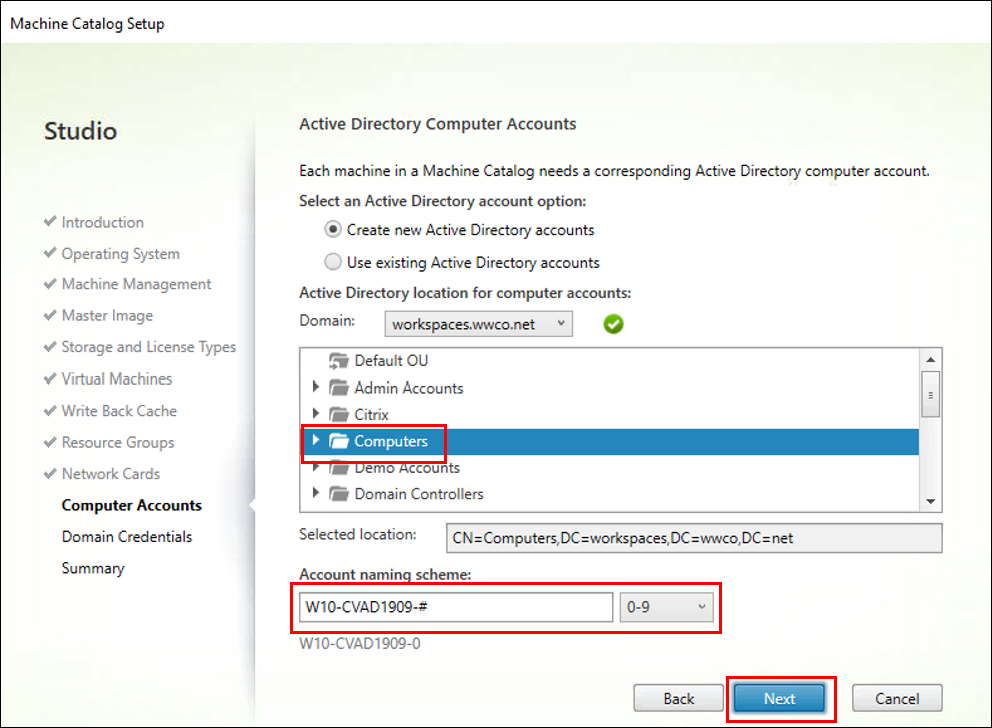 Machine Catalog Setup
Studio
Introduction
Operating System
Machine Management
Master Image
Storage and License Types
Virtual Machines
Write Back Cache
Resource Groups
Network Cards
Computer Accounts
Domain Credentials
Summary
Active Directory Computer Accounts
Each machine in a Machine Catalog needs a corresponding Active Directory computer account.
Select an Active Directory account option:
Create new Active Directory accounts
Use existing Active Directory accounts
Active Directory location for computer accounts:
Domain: workspaces.wwco.net
Default OU
Admin Accounts
Citrix
Computers
Demo Accounts
Domain Controllers
Selected location: CN=Computers,DC=workspaces,DC=wwco,DC=net
Account naming scheme:
W10-CVAD1909-# 0-9
W10-CVAD1909-0
Back Next Cancel